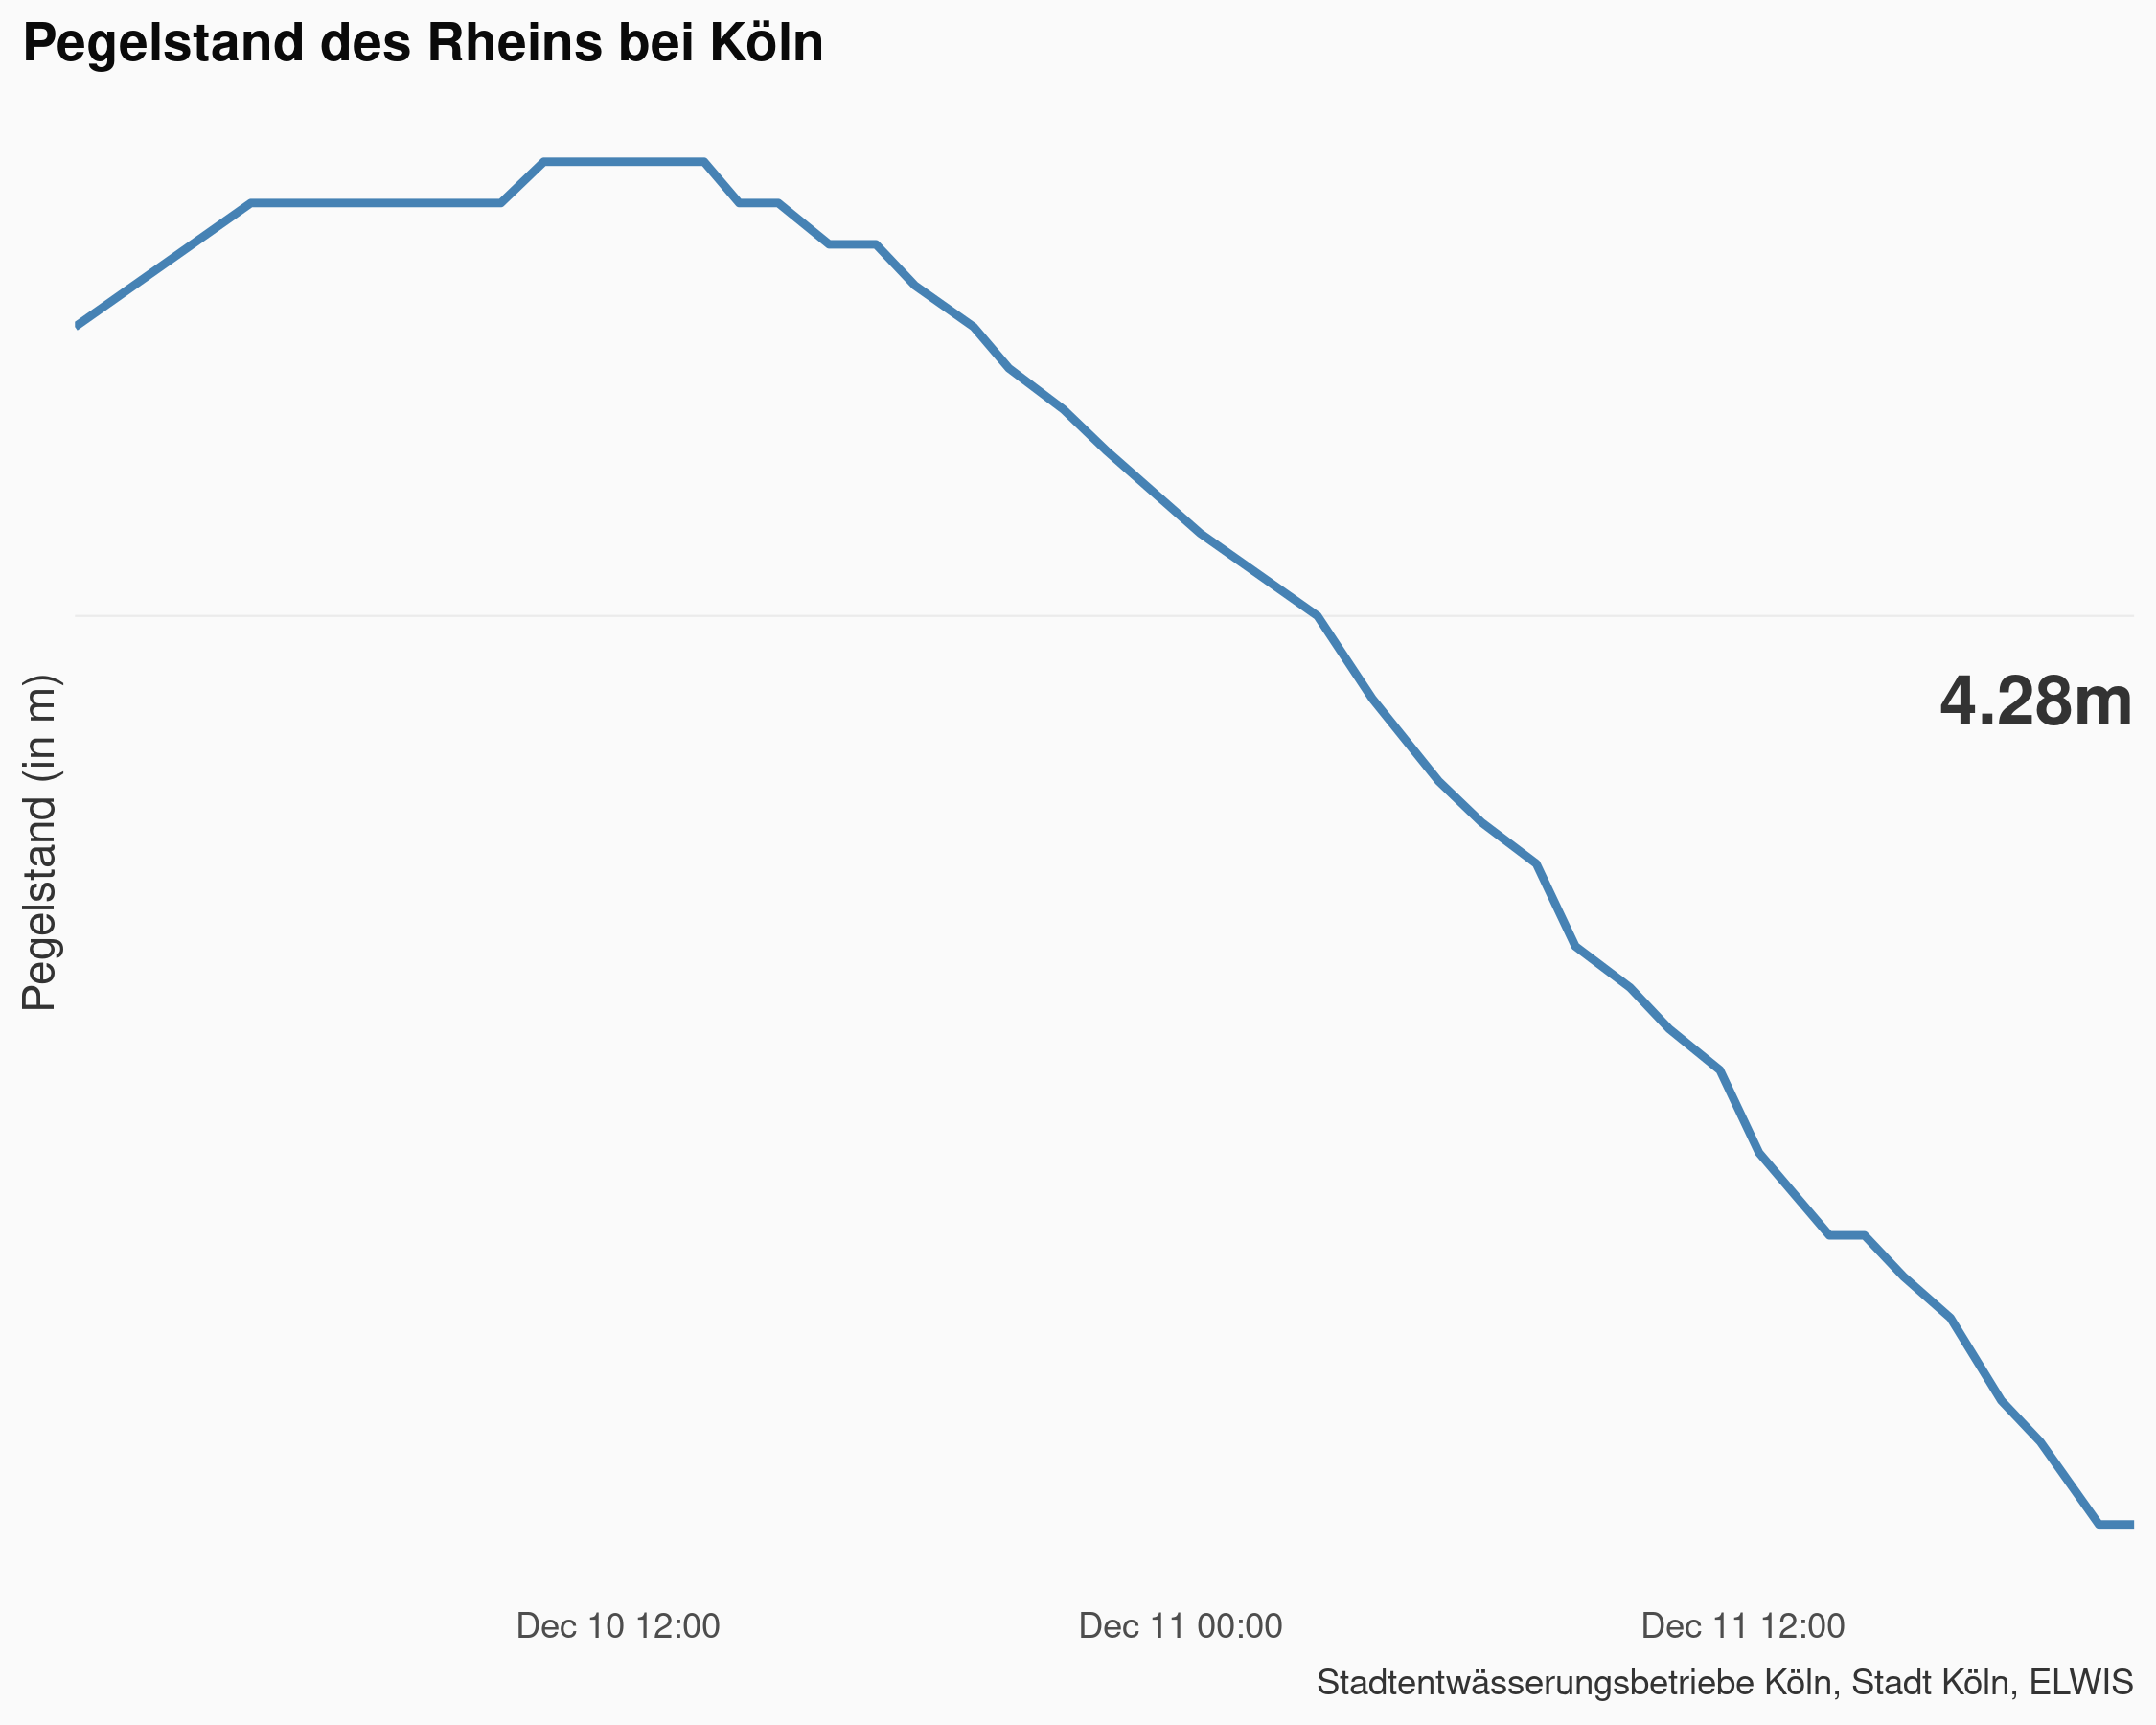 Pegelstand des Rheins bei Köln
Pegelstand (in m)
4.28m
Dec 10 12:00
Dec 11 00:00
Dec 11 12:00
Stadtentwässerungsbetriebe Köln, Stadt Köln, ELWIS